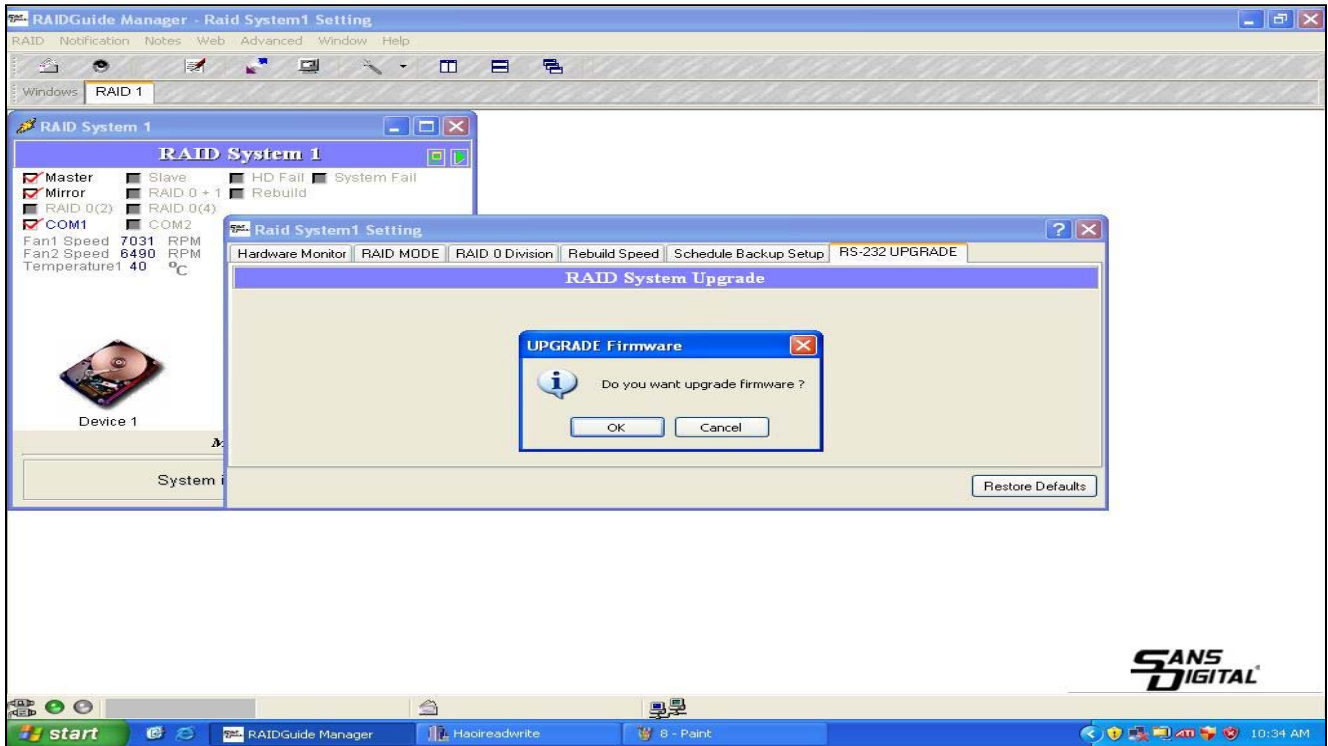 RAIDGuide Manager - Raid System1 Setting
RAID Notification Notes Web Advanced Window Help
Windows RAID 1
RAID System 1
RAID System 1
Master Slave HD Fail System Fail
Mirror RAID 0 + 1 Rebuild
RAID 0(2) RAID 0(4)
COM1 COM2
Fan1 Speed 7031 RPM
Fan2 Speed 6490 RPM
Temperature1 40 °C
Device 1
System
Raid System1 Setting
Hardware Monitor RAID MODE RAID 0 Division Rebuild Speed Schedule Backup Setup RS-232 UPGRADE
RAID System Upgrade
UPGRADE Firmware
Do you want upgrade firmware ?
OK Cancel
Restore Defaults
SANS
DIGITAL
start RAIDGuide Manager Haoireadwrite 8 - Paint 10:34 AM